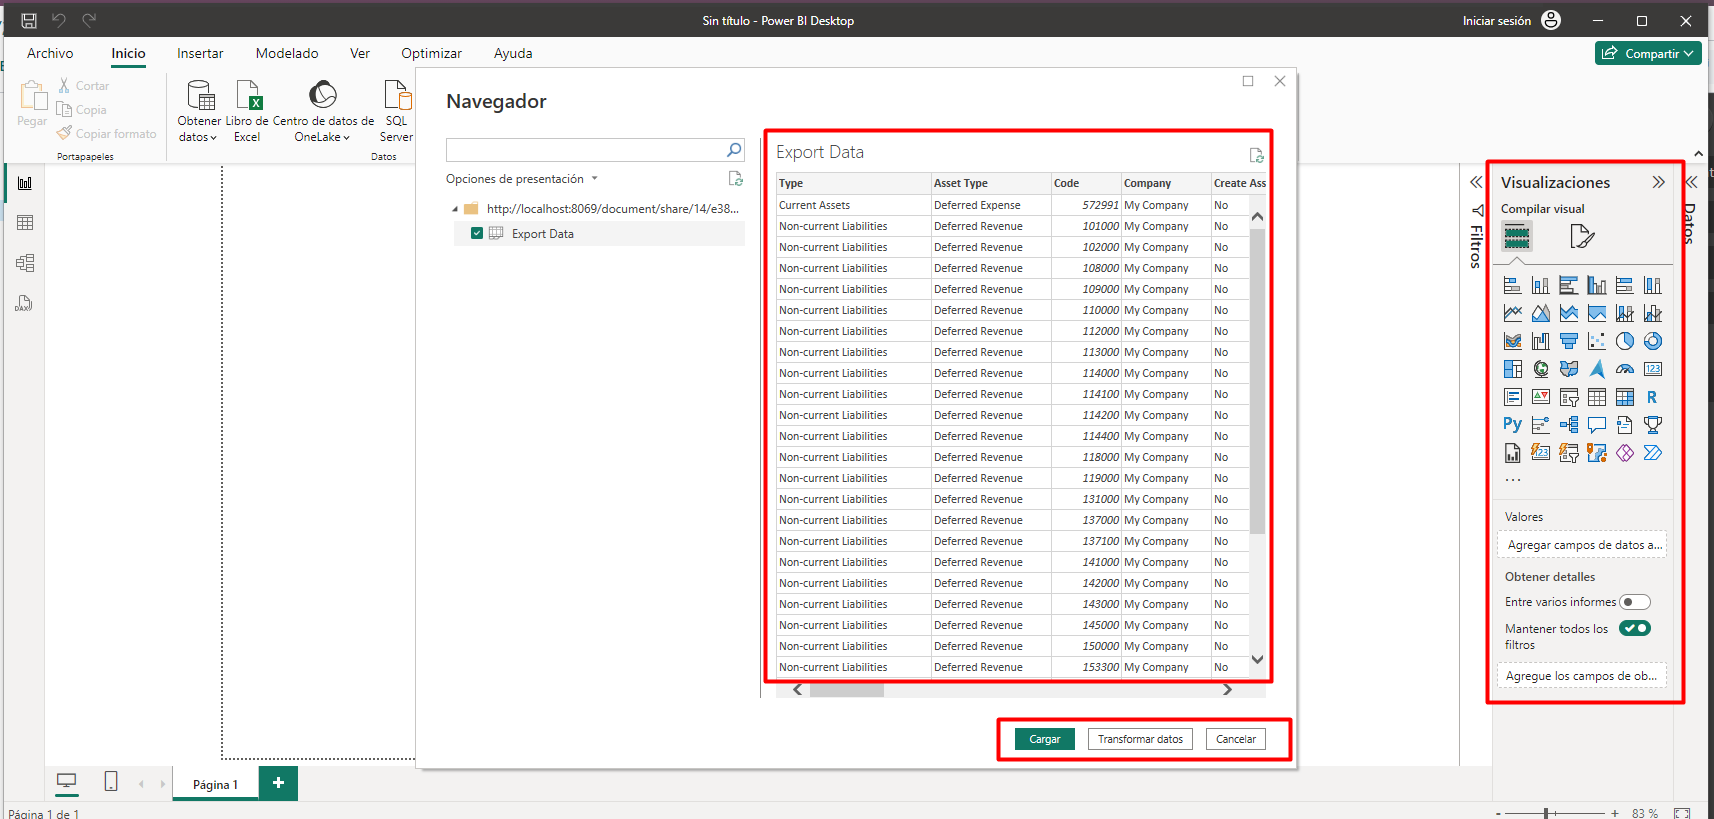 Sin título - Power BI Desktop
Iniciar sesión
Archivo Inicio Insertar Modelado Ver Optimizar Ayuda
Compartir
Pegar
Cortar
Copia
Copiar formato
Portapapeles
Obtener datos
Libro de Excel
Centro de datos de OneLake
SQL Server
Datos
Navegador
Opciones de presentación
http://localhost:8069/document/share/14/e38...
Export Data
Export Data
Type Asset Type Code Company Create Ass
Current Assets Deferred Expense 572991 My Company No
Non-current Liabilities Deferred Revenue 101000 My Company No
Non-current Liabilities Deferred Revenue 102000 My Company No
Non-current Liabilities Deferred Revenue 108000 My Company No
Non-current Liabilities Deferred Revenue 109000 My Company No
Non-current Liabilities Deferred Revenue 110000 My Company No
Non-current Liabilities Deferred Revenue 112000 My Company No
Non-current Liabilities Deferred Revenue 113000 My Company No
Non-current Liabilities Deferred Revenue 114000 My Company No
Non-current Liabilities Deferred Revenue 114100 My Company No
Non-current Liabilities Deferred Revenue 114200 My Company No
Non-current Liabilities Deferred Revenue 114400 My Company No
Non-current Liabilities Deferred Revenue 118000 My Company No
Non-current Liabilities Deferred Revenue 119000 My Company No
Non-current Liabilities Deferred Revenue 131000 My Company No
Non-current Liabilities Deferred Revenue 137000 My Company No
Non-current Liabilities Deferred Revenue 137100 My Company No
Non-current Liabilities Deferred Revenue 141000 My Company No
Non-current Liabilities Deferred Revenue 142000 My Company No
Non-current Liabilities Deferred Revenue 143000 My Company No
Non-current Liabilities Deferred Revenue 145000 My Company No
Non-current Liabilities Deferred Revenue 150000 My Company No
Non-current Liabilities Deferred Revenue 153300 My Company No
Cargar Transformar datos Cancelar
Filtros
Visualizaciones
Compilar visual
123
R
Py
123
...
Valores
Agregar campos de datos a...
Obtener detalles
Entre varios informes
Mantener todos los
filtros
Agregue los campos de ob...
Datos
DAX
Página 1
+
Página 1 de 1
- + 83 %